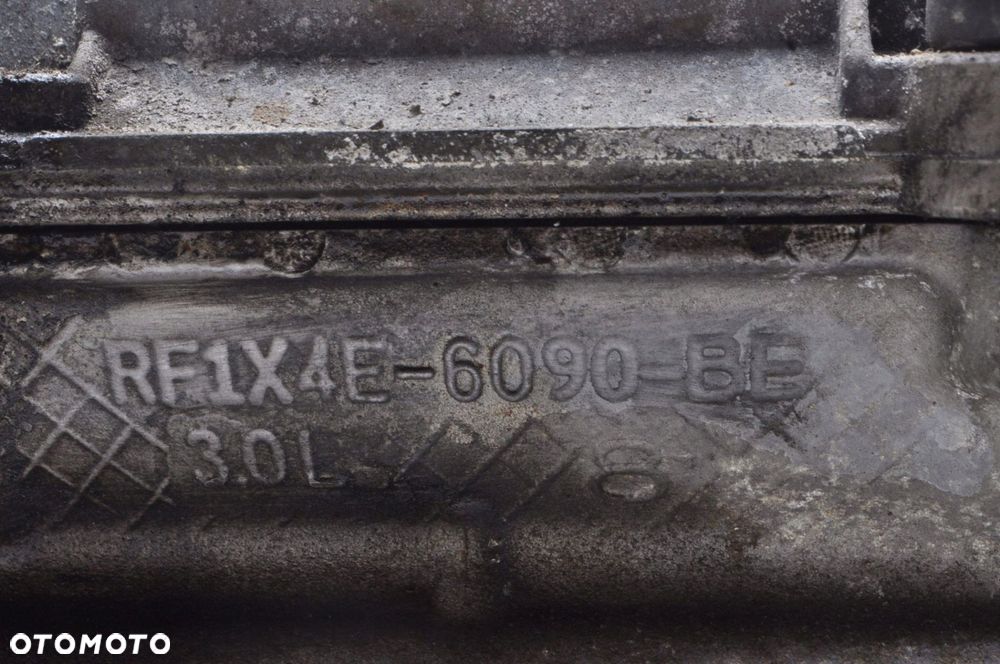 RF1X4E-6090-BE
3.0L
8
OTOMOTO